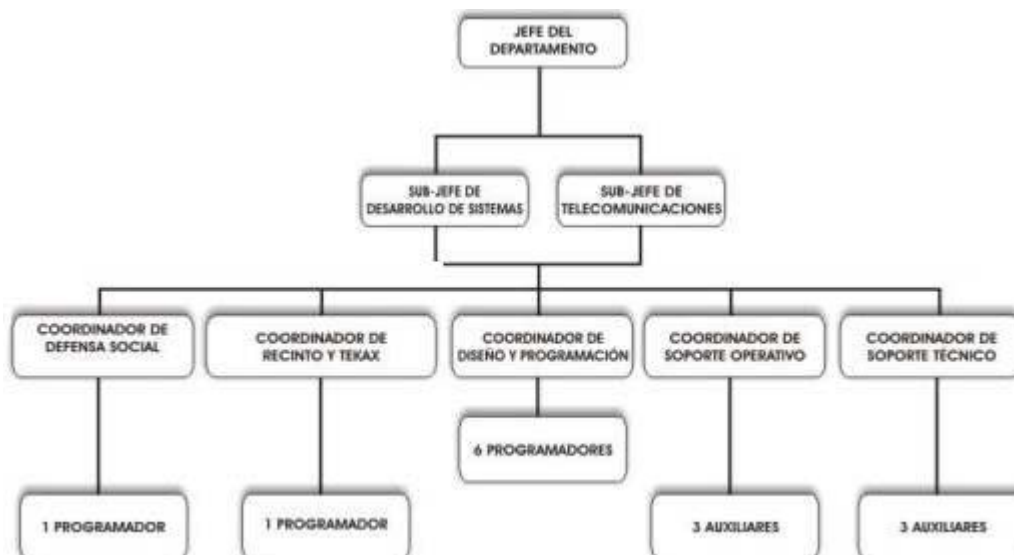 JEFE DEL
DEPARTAMENTO
SUB-JEFE DE
DESARROLLO DE SISTEMAS
SUB-JEFE DE
TELECOMUNICACIONES
COORDINADOR DE
DEFENSA SOCIAL
COORDINADOR DE
RECINTO Y TEKAX
COORDINADOR DE
DISEÑO Y PROGRAMACIÓN
COORDINADOR DE
SOPORTE OPERATIVO
COORDINADOR DE
SOPORTE TÉCNICO
6 PROGRAMADORES
1 PROGRAMADOR
1 PROGRAMADOR
3 AUXILIARES
3 AUXILIARES